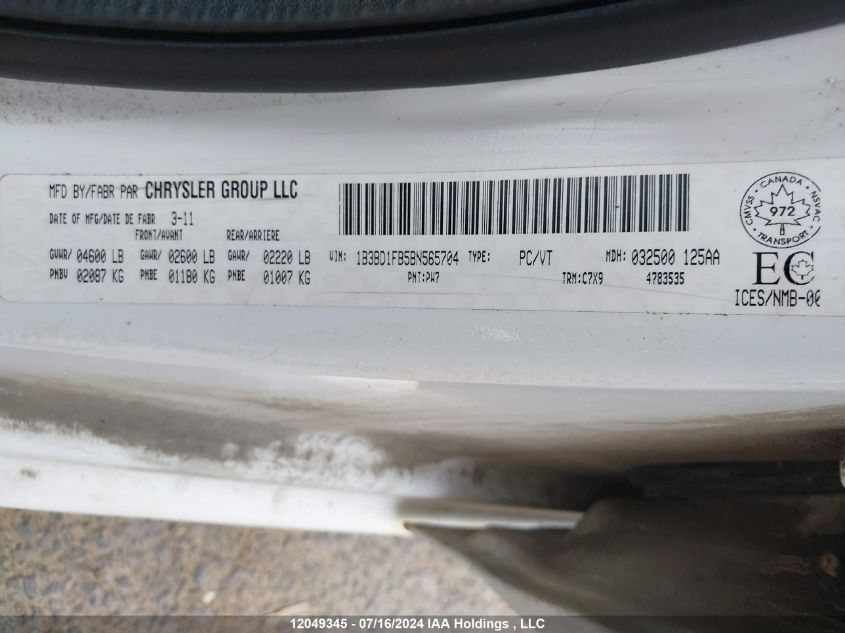 MFD BY/FABR PAR CHRYSLER GROUP LLC
DATE OF MFG/DATE DE FABR 3-11
FRONT/AVANT REAR/ARRIERE
GVWR/ 04600 LB GAWR/ 02600 LB GAWR/ 02220 LB
PNBV 02087 KG PNBE 01180 KG PNBE 01007 KG
VIN: 1B3BD1FB5BN565704 TYPE: PC/VT MDH: 032500 125AA
PNT:PW7 TRM:C7X9 4783535
CANADA
CMVSS 972 NSVAC
TRANSPORT
EC
ICES/NMB-00
12049345 - 07/16/2024 IAA Holdings , LLC